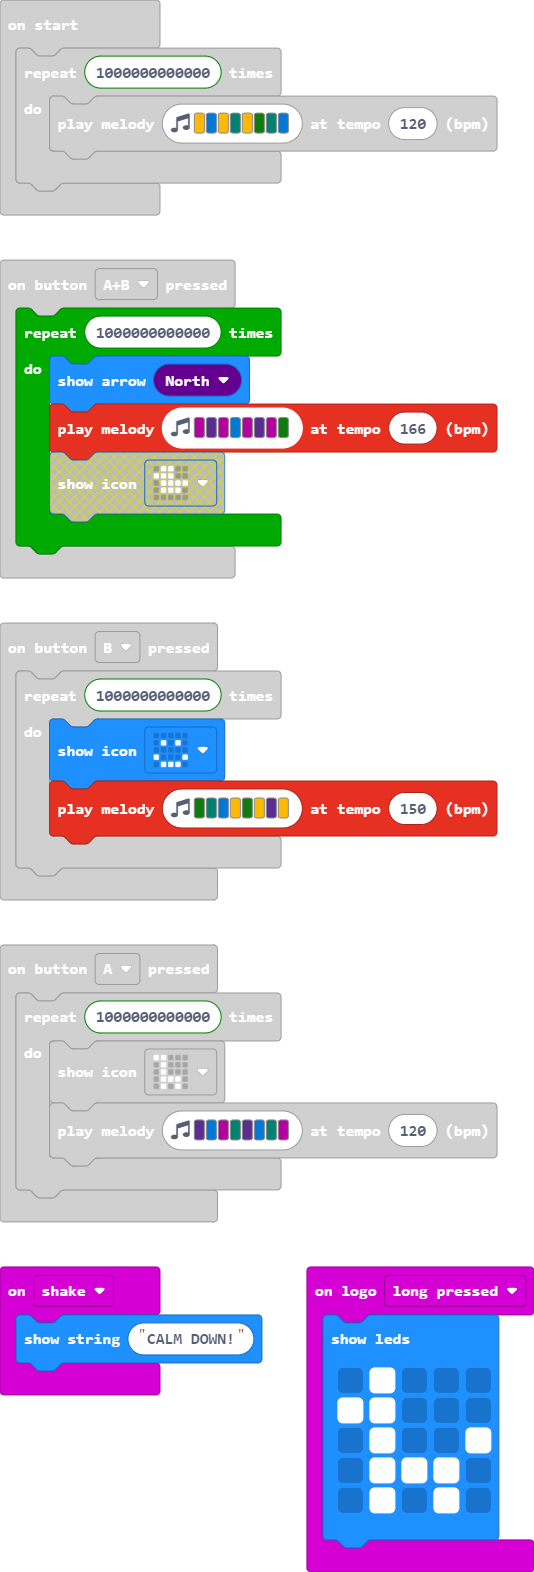 on start
repeat 1000000000000 times
do
play melody at tempo 120 (bpm)
on button A+B pressed
repeat 1000000000000 times
do
show arrow North
play melody at tempo 166 (bpm)
show icon
on button B pressed
repeat 1000000000000 times
do
show icon
play melody at tempo 150 (bpm)
on button A pressed
repeat 1000000000000 times
do
show icon
play melody at tempo 120 (bpm)
on shake
show string "CALM DOWN!"
on logo long pressed
show leds